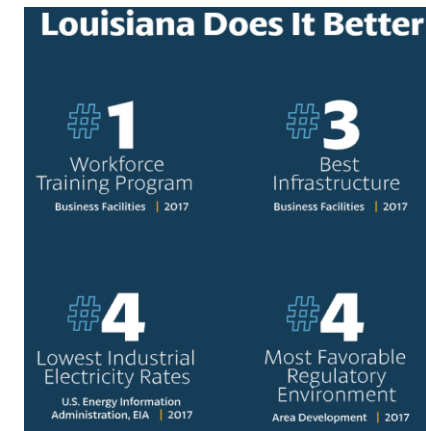 Louisiana Does It Better
#1
Workforce
Training Program
Business Facilities | 2017
#3
Best
Infrastructure
Business Facilities | 2017
#4
Lowest Industrial
Electricity Rates
U.S. Energy Information
Administration, EIA | 2017
#4
Most Favorable
Regulatory
Environment
Area Development | 2017